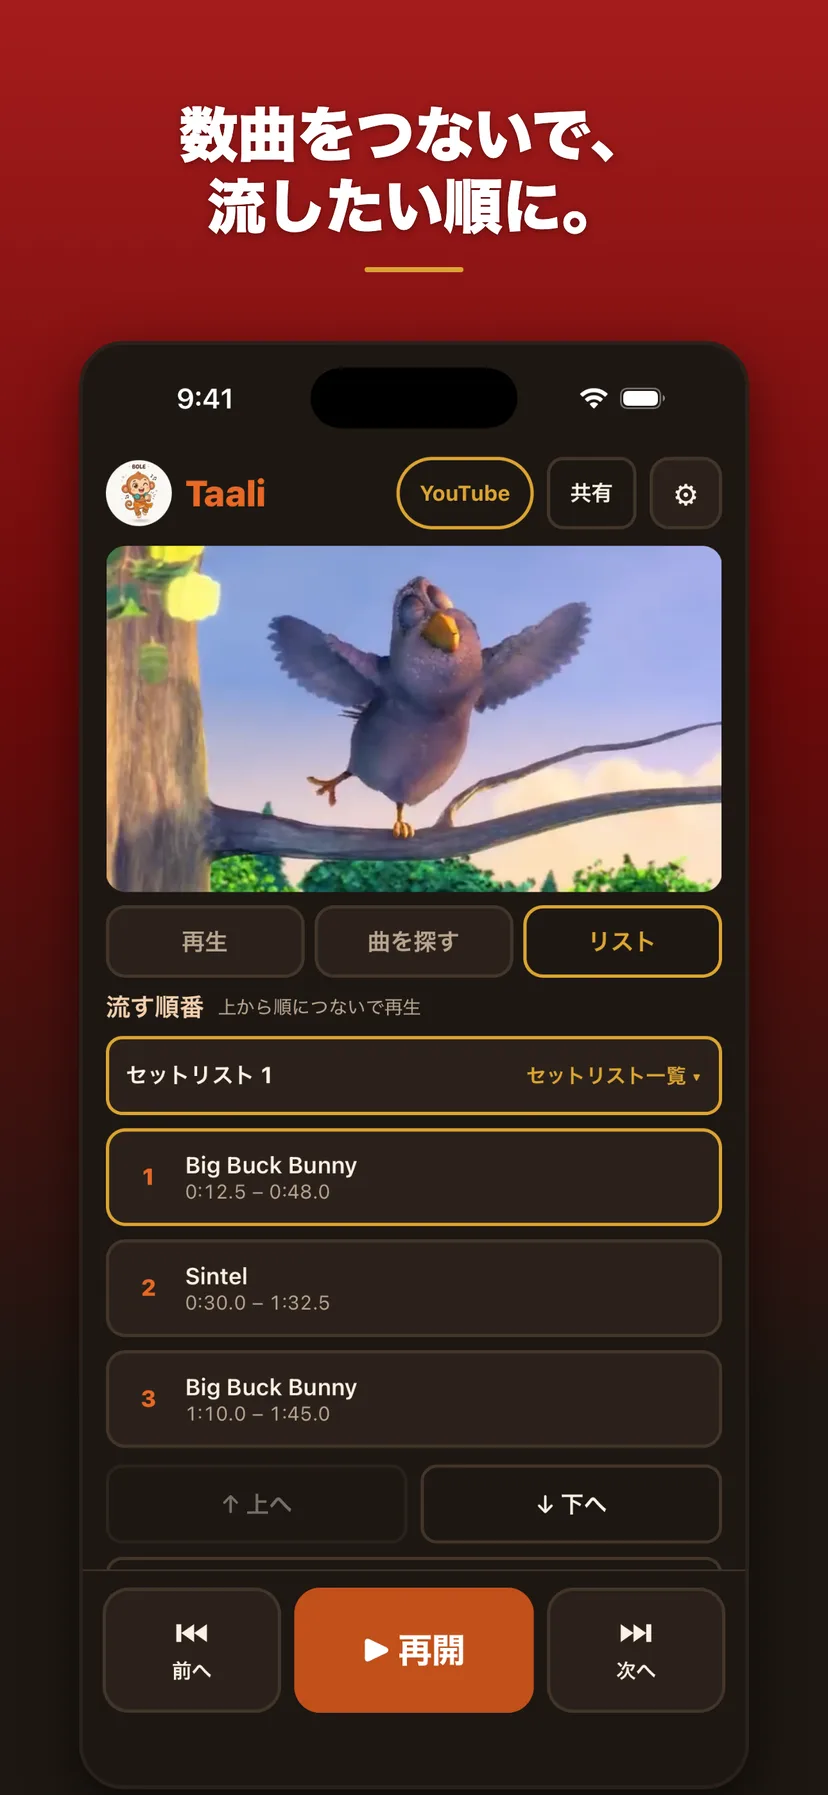 数曲をつないで、
流したい順に。
9:41
BOLE
Taali
YouTube
共有
再生
曲を探す
リスト
流す順番 上から順につないで再生
セットリスト 1
セットリスト一覧 ▾
1
Big Buck Bunny
0:12.5 – 0:48.0
2
Sintel
0:30.0 – 1:32.5
3
Big Buck Bunny
1:10.0 – 1:45.0
↑ 上へ
↓ 下へ
前へ
▶ 再開
次へ